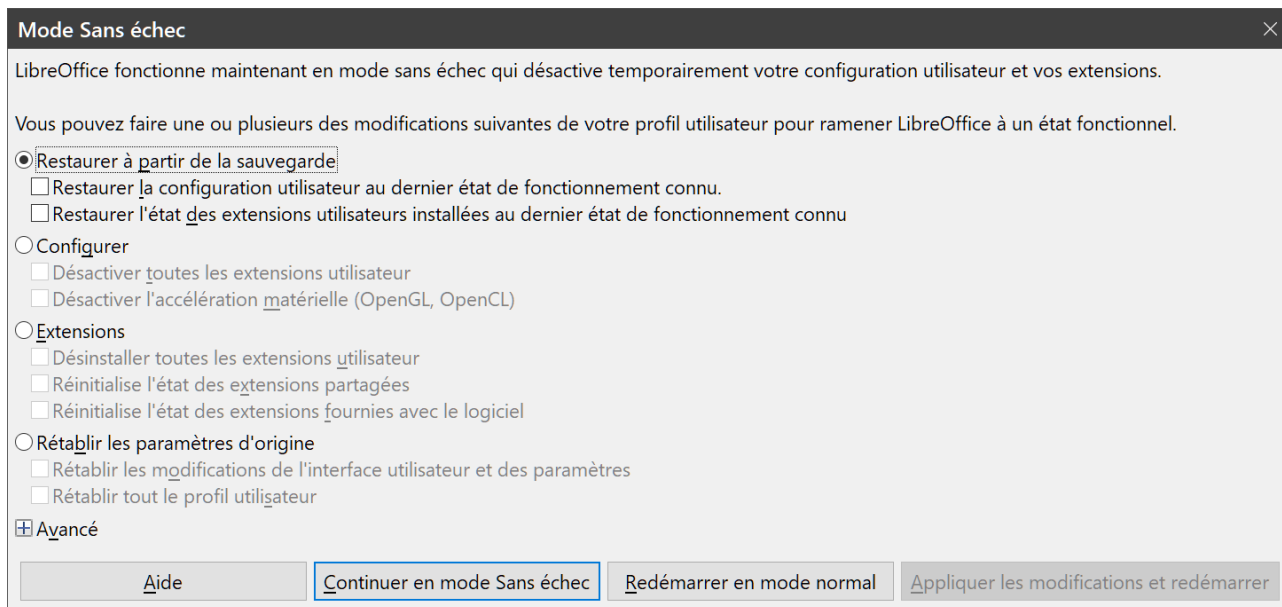 Mode Sans échec
LibreOffice fonctionne maintenant en mode sans échec qui désactive temporairement votre configuration utilisateur et vos extensions.
Vous pouvez faire une ou plusieurs des modifications suivantes de votre profil utilisateur pour ramener LibreOffice à un état fonctionnel.
Restaurer à partir de la sauvegarde
Restaurer la configuration utilisateur au dernier état de fonctionnement connu.
Restaurer l'état des extensions utilisateurs installées au dernier état de fonctionnement connu
Configurer
Désactiver toutes les extensions utilisateur
Désactiver l'accélération matérielle (OpenGL, OpenCL)
Extensions
Désinstaller toutes les extensions utilisateur
Réinitialise l'état des extensions partagées
Réinitialise l'état des extensions fournies avec le logiciel
Rétablir les paramètres d'origine
Rétablir les modifications de l'interface utilisateur et des paramètres
Rétablir tout le profil utilisateur
Avancé
Aide Continuer en mode Sans échec Redémarrer en mode normal Appliquer les modifications et redémarrer